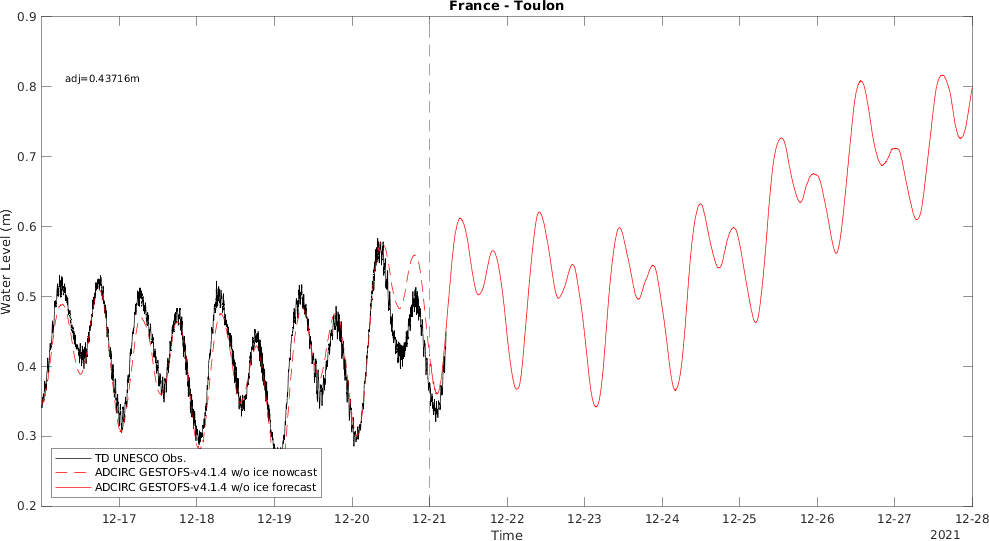 France - Toulon
0.9
0.8
0.7
0.6
0.5
0.4
0.3
0.2
Water Level (m)
adj=0.43716m
TD UNESCO Obs.
ADCIRC GESTOFS-v4.1.4 w/o ice nowcast
ADCIRC GESTOFS-v4.1.4 w/o ice forecast
12-17 12-18 12-19 12-20 12-21 12-22 12-23 12-24 12-25 12-26 12-27 12-28
Time
2021